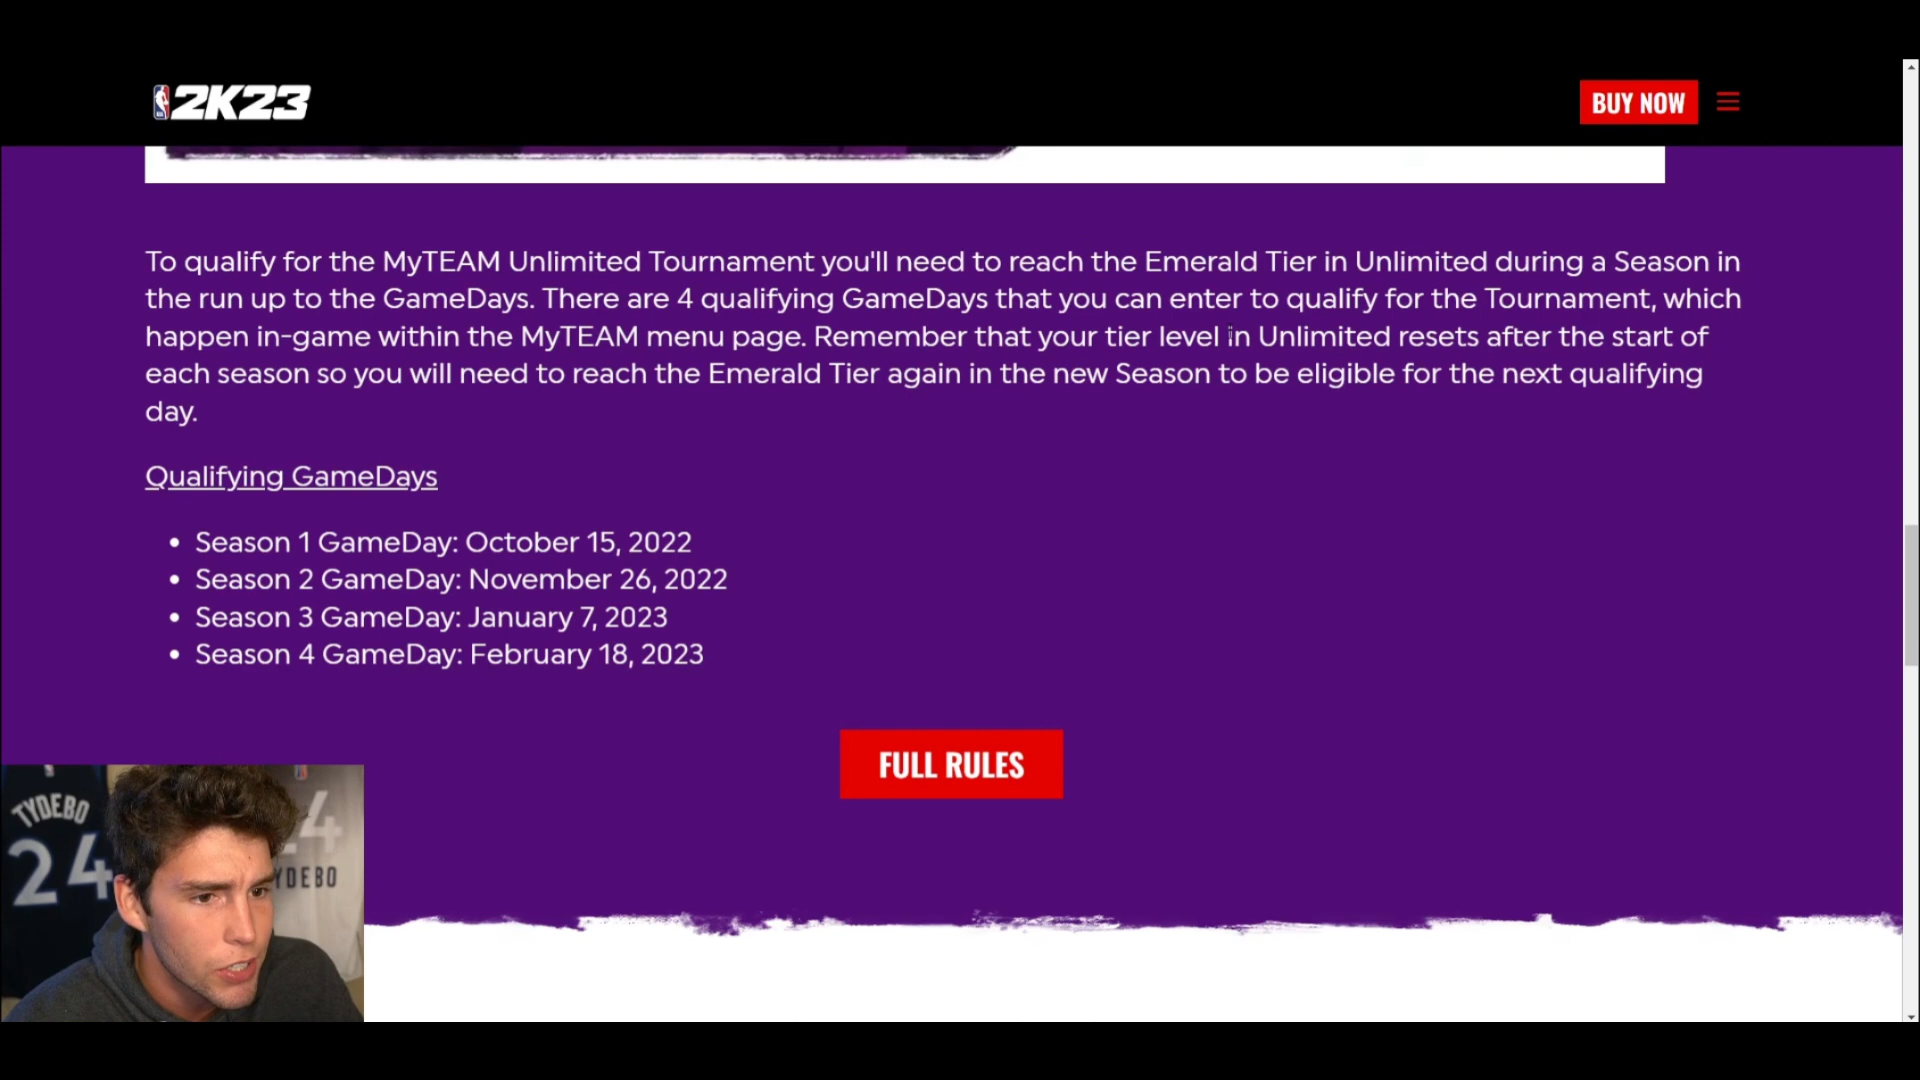 2K23
BUY NOW
To qualify for the MyTEAM Unlimited Tournament you'll need to reach the Emerald Tier in Unlimited during a Season in
the run up to the GameDays. There are 4 qualifying GameDays that you can enter to qualify for the Tournament, which
happen in-game within the MyTEAM menu page. Remember that your tier level in Unlimited resets after the start of
each season so you will need to reach the Emerald Tier again in the new Season to be eligible for the next qualifying
day.
Qualifying GameDays
• Season 1 GameDay: October 15, 2022
• Season 2 GameDay: November 26, 2022
• Season 3 GameDay: January 7, 2023
• Season 4 GameDay: February 18, 2023
FULL RULES
TYDEBO
24
4
YDEBO